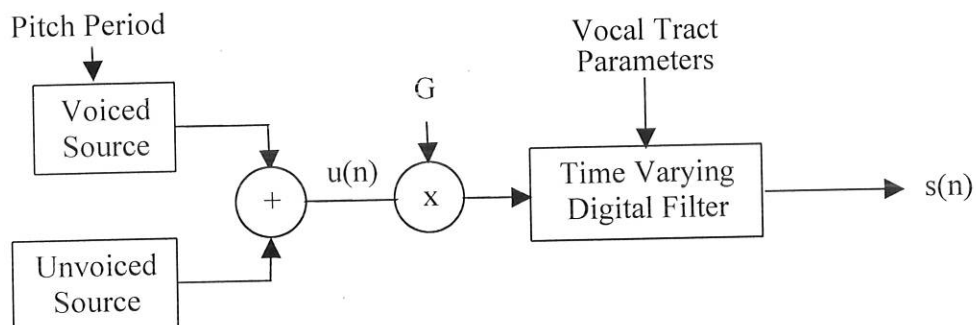 Pitch Period
Vocal Tract
Parameters
Voiced
Source
G
u(n)
+
x
Time Varying
Digital Filter
s(n)
Unvoiced
Source